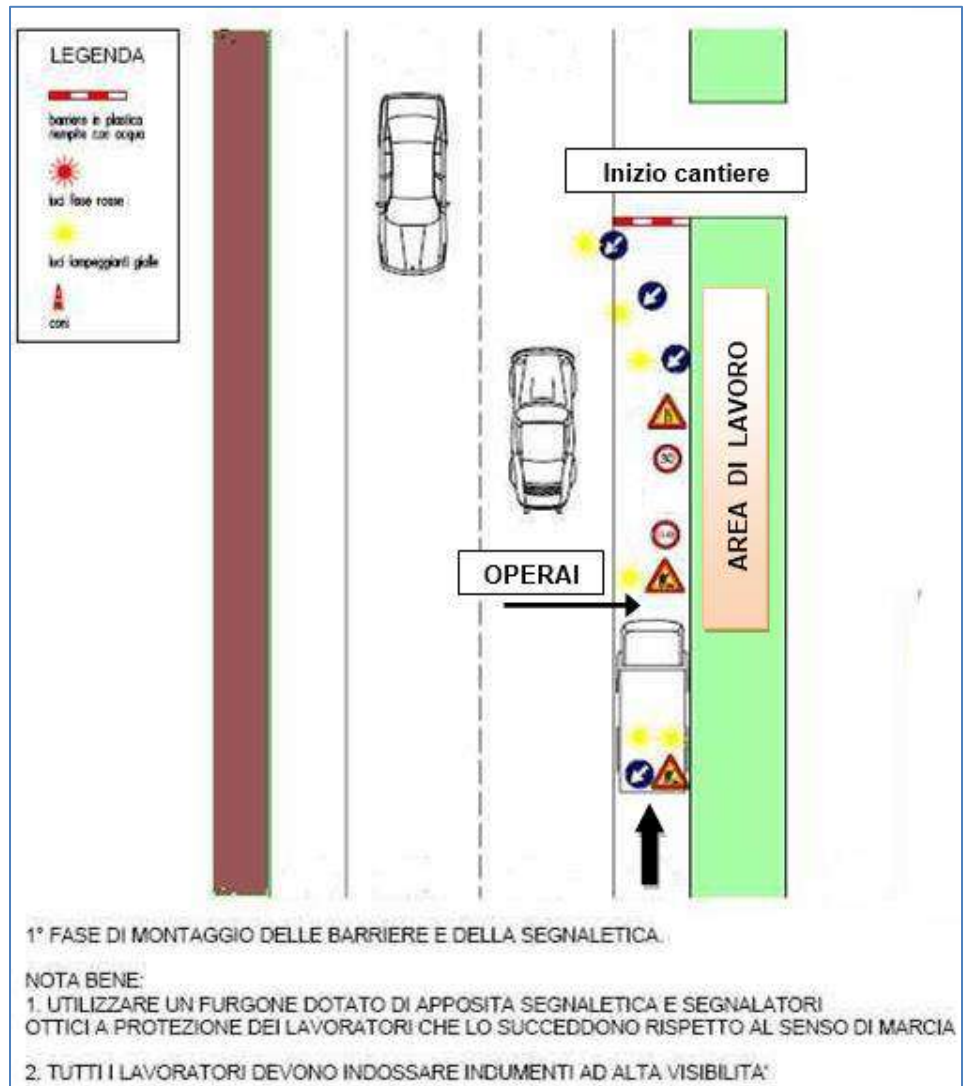 LEGENDA
barriere in plastica
riempite con acqua
luci fisse rosse
luci lampeggianti gialle
coni
Inizio cantiere
AREA DI LAVORO
30
OPERAI
1° FASE DI MONTAGGIO DELLE BARRIERE E DELLA SEGNALETICA.
NOTA BENE:
1. UTILIZZARE UN FURGONE DOTATO DI APPOSITA SEGNALETICA E SEGNALATORI
OTTICI A PROTEZIONE DEI LAVORATORI CHE LO SUCCEDONO RISPETTO AL SENSO DI MARCIA
2. TUTTI I LAVORATORI DEVONO INDOSSARE INDUMENTI AD ALTA VISIBILITA'